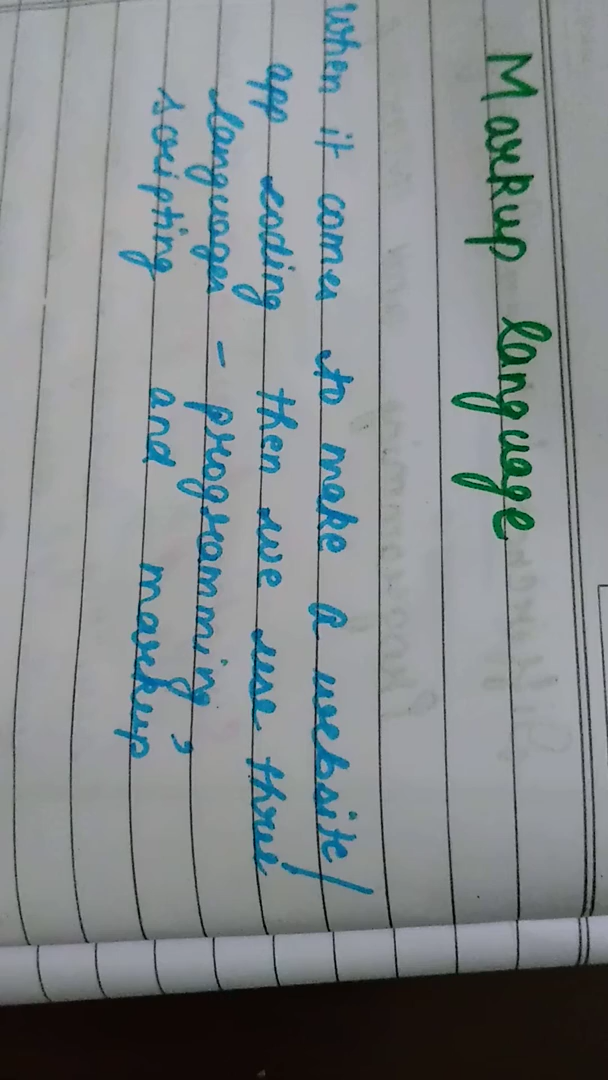 Markup language
when it comes to make a website/
app coding then we use three
languages - programming,
scripting and markup